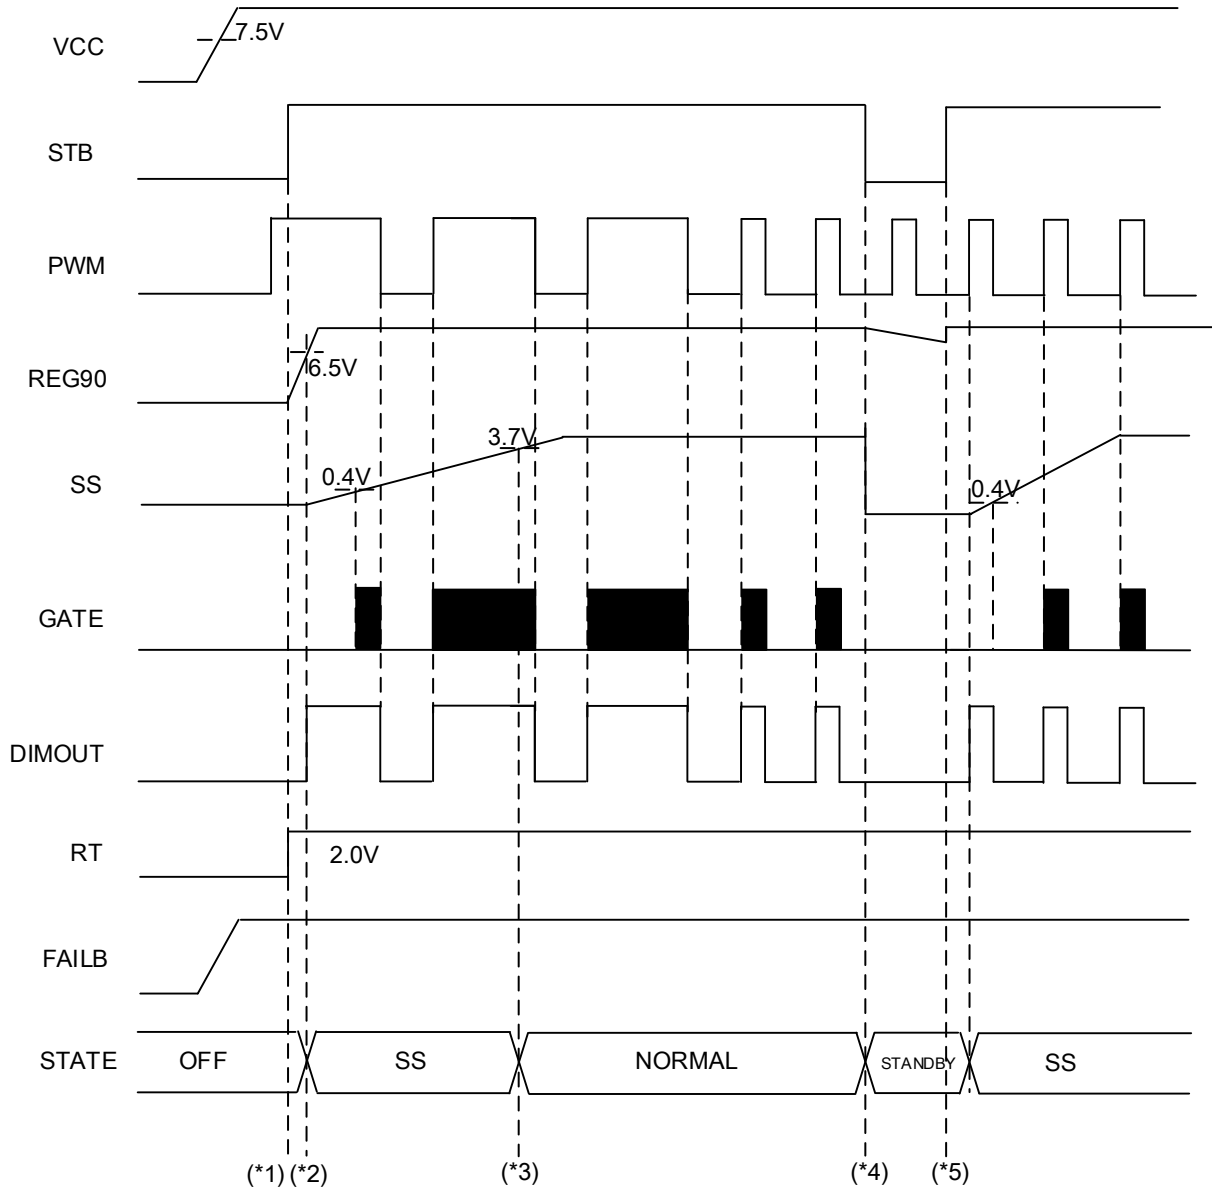 VCC
7.5V
STB
PWM
REG90
6.5V
SS
0.4V
3.7V
0.4V
GATE
DIMOUT
RT
2.0V
FAILB
STATE
OFF
SS
NORMAL
STANDBY
SS
(*1)
(*2)
(*3)
(*4)
(*5)